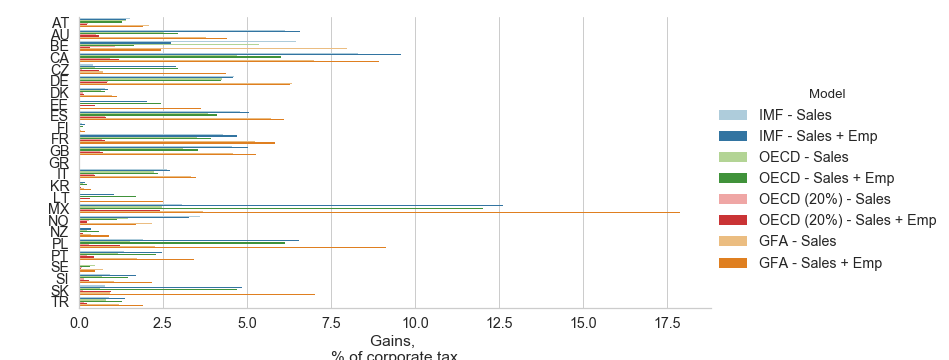 AT
AU
BE
CA
CZ
DE
DK
EE
ES
FI
FR
GB
GR
IT
KR
LT
MX
NO
NZ
PL
PT
SE
SI
SK
TR
0.0 2.5 5.0 7.5 10.0 12.5 15.0 17.5
Gains,
% of corporate tax
Model
IMF - Sales
IMF - Sales + Emp
OECD - Sales
OECD - Sales + Emp
OECD (20%) - Sales
OECD (20%) - Sales + Emp
GFA - Sales
GFA - Sales + Emp